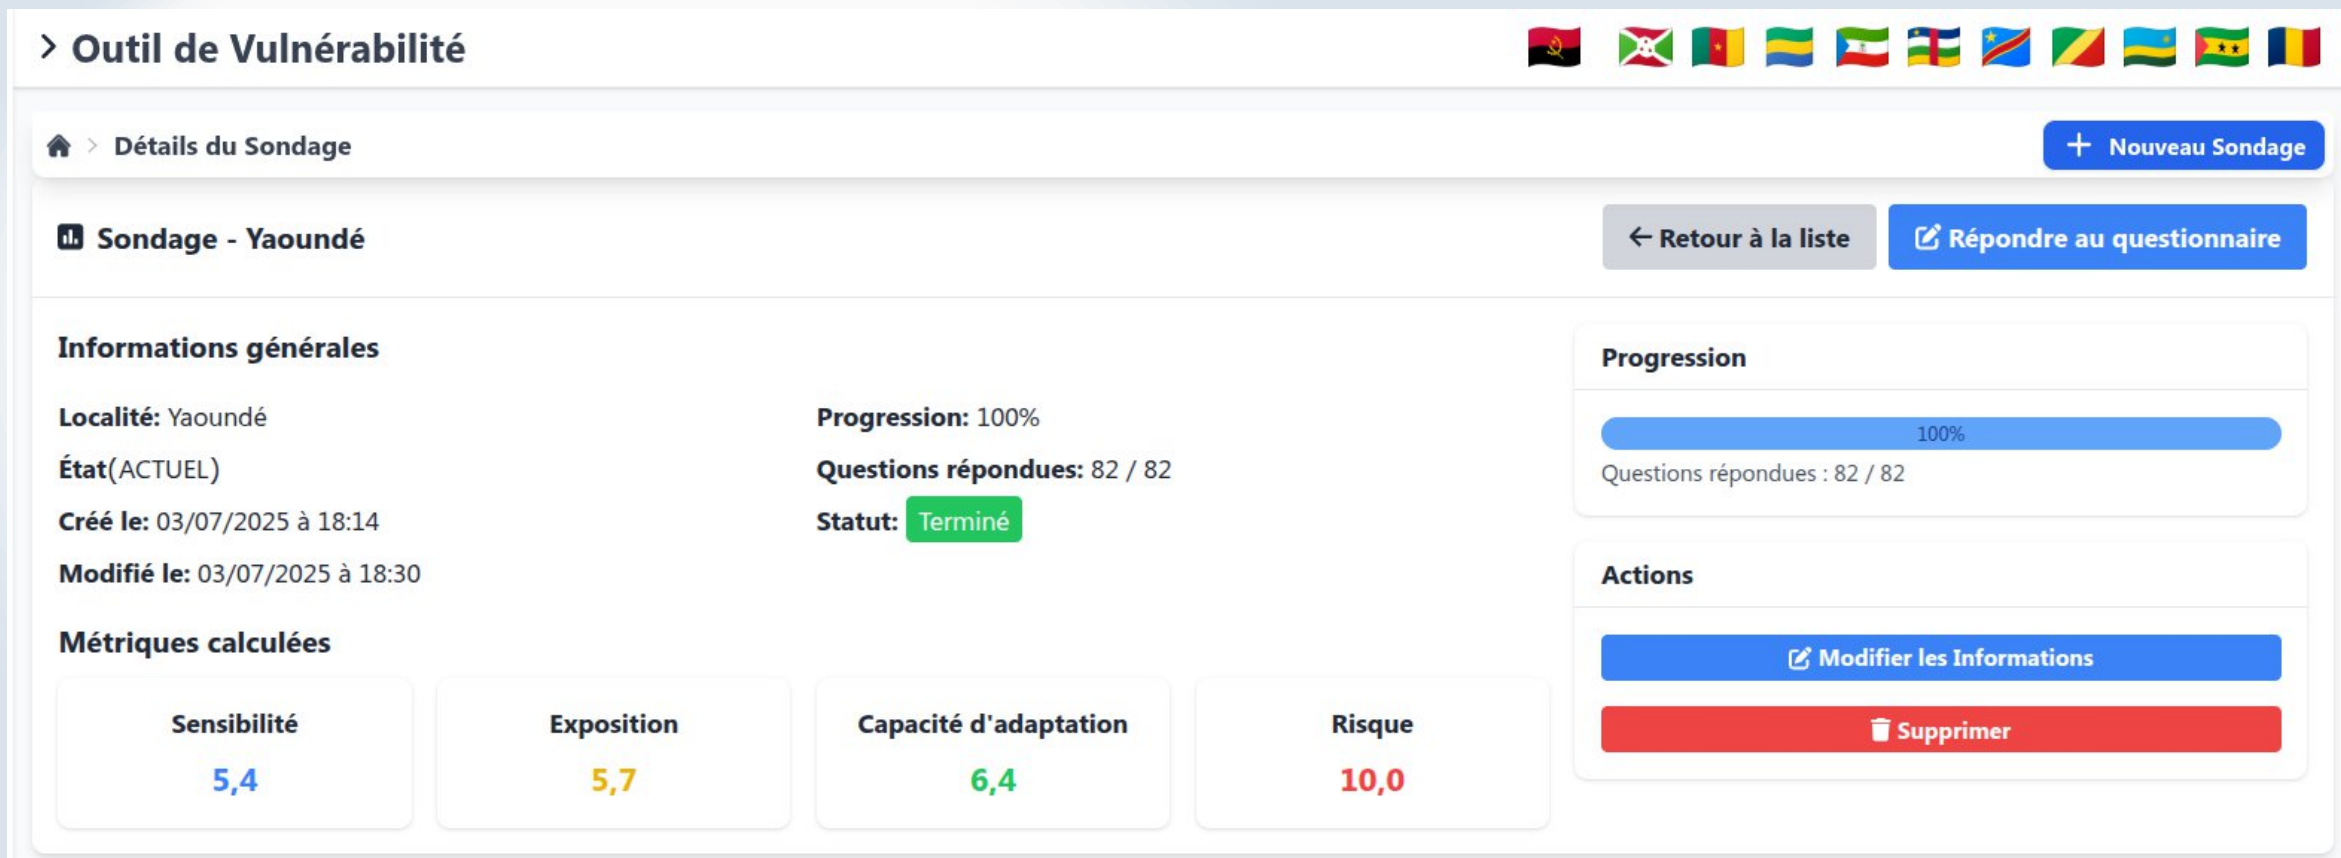 Outil de Vulnérabilité
Détails du Sondage
Nouveau Sondage
Sondage - Yaoundé
Retour à la liste
Répondre au questionnaire
Informations générales
Localité: Yaoundé
État(ACTUEL)
Créé le: 03/07/2025 à 18:14
Modifié le: 03/07/2025 à 18:30
Progression: 100%
Questions répondues: 82 / 82
Statut: Terminé
Métriques calculées
Sensibilité
5,4
Exposition
5,7
Capacité d'adaptation
6,4
Risque
10,0
Progression
100%
Questions répondues : 82 / 82
Actions
Modifier les Informations
Supprimer